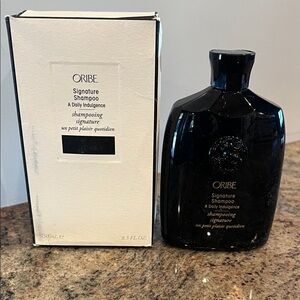 ORIBE
Signature
Shampoo
A Daily Indulgence
shampooing
signature
un petit plaisir quotidien
8.5 FL. OZ.
ORIBE
Signature
Shampoo
A Daily Indulgence
shampooing
signature
un petit plaisir quotidien